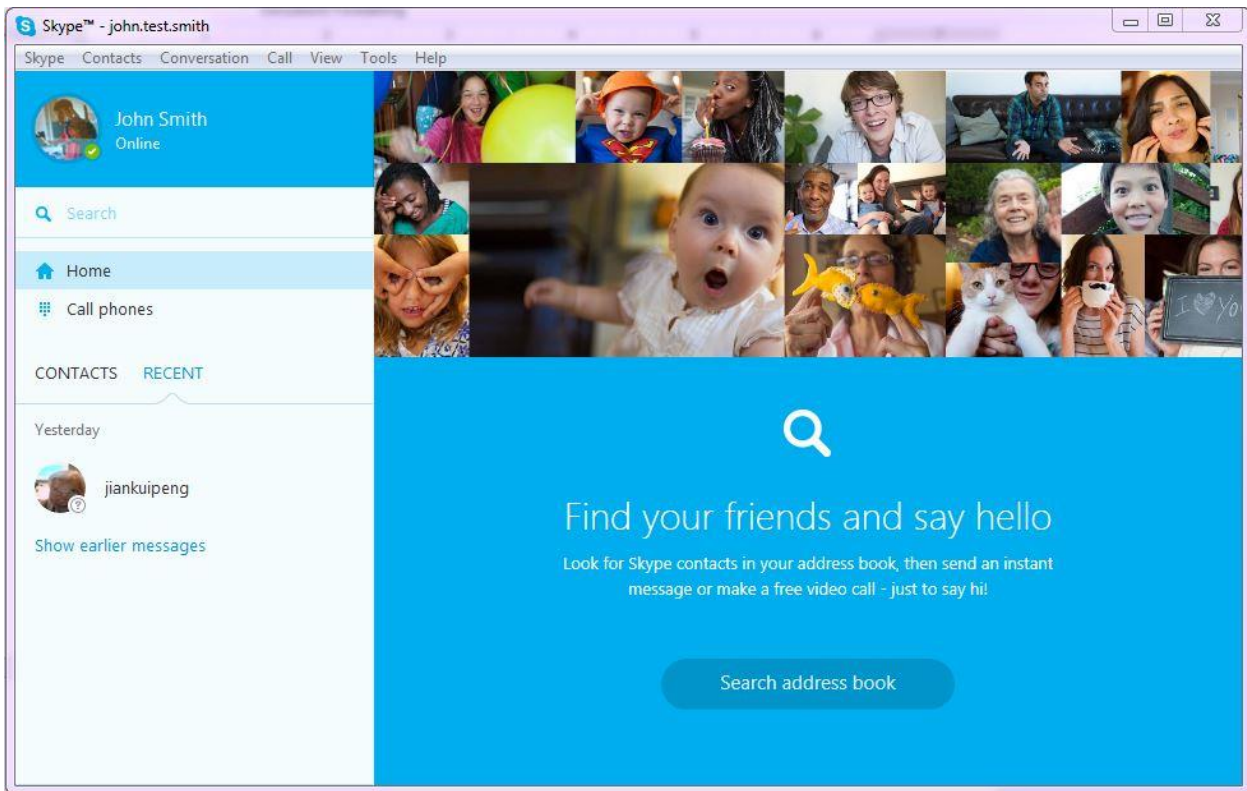 Skype™ - john.test.smith
Skype Contacts Conversation Call View Tools Help
John Smith
Online
Search
Home
Call phones
CONTACTS RECENT
Yesterday
jiankuipeng
Show earlier messages
I ♥ Yo
Find your friends and say hello
Look for Skype contacts in your address book, then send an instant
message or make a free video call - just to say hi!
Search address book